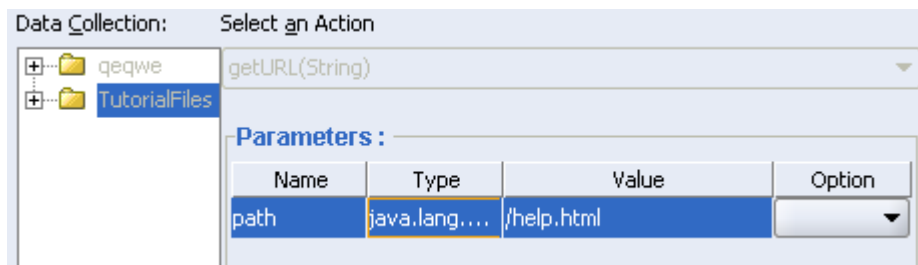 Data Collection: Select an Action
qeqwe getURL(String)
TutorialFiles
Parameters :
Name Type Value Option
path java.lang.... /help.html